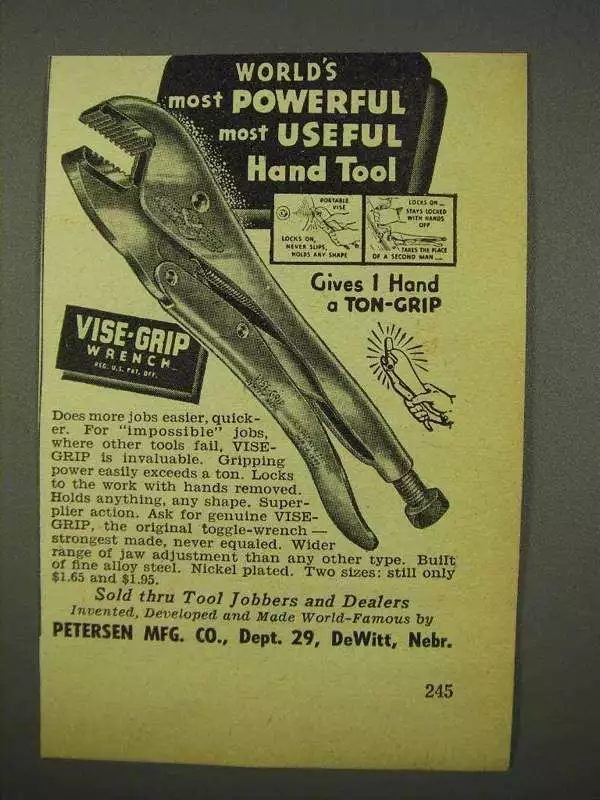 WORLD'S
most POWERFUL
most USEFUL
Hand Tool
PORTABLE
VISE
LOCKS ON,
NEVER SLIPS,
HOLDS ANY SHAPE
LOCKS ON...
STAYS LOCKED
WITH HANDS
OFF
TAKES THE PLACE
OF A SECOND MAN...
Gives 1 Hand
a TON-GRIP
VISE-GRIP
WRENCH
REG. U.S. PAT. OFF.
Does more jobs easier, quick-
er. For "impossible" jobs,
where other tools fail, VISE-
GRIP is invaluable. Gripping
power easily exceeds a ton. Locks
to the work with hands removed.
Holds anything, any shape. Super-
plier action. Ask for genuine VISE-
GRIP, the original toggle-wrench —
strongest made, never equaled. Wider
range of jaw adjustment than any other type. Built
of fine alloy steel. Nickel plated. Two sizes: still only
$1.65 and $1.95.
Sold thru Tool Jobbers and Dealers
Invented, Developed and Made World-Famous by
PETERSEN MFG. CO., Dept. 29, DeWitt, Nebr.
245